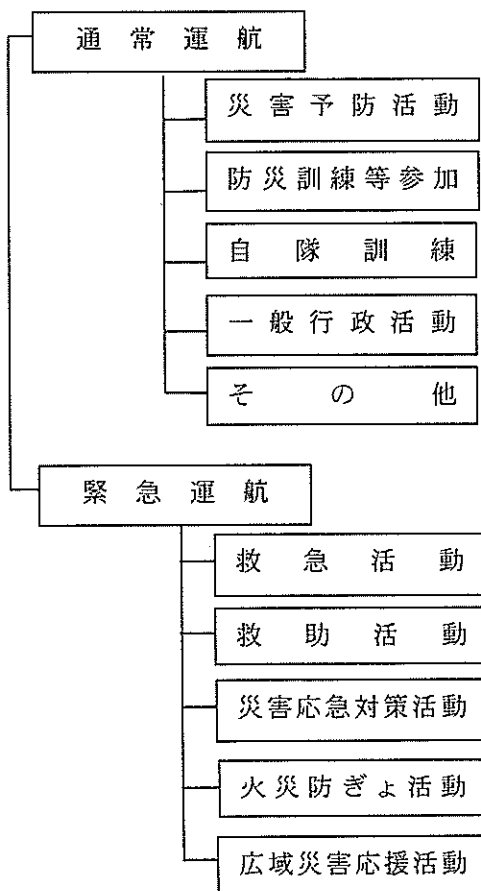 通常運航
災害予防活動
防災訓練等参加
自隊訓練
一般行政活動
その他
緊急運航
救急活動
救助活動
災害応急対策活動
火災防ぎょ活動
広域災害応援活動